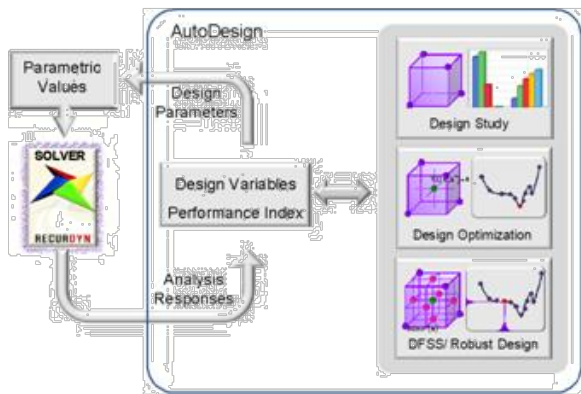 AutoDesign
Parametric
Values
Design
Parameters
SOLVER
RECURDYN
Design Variables
Performance Index
Analysis
Responses
Design Study
Design Optimization
DFSS/ Robust Design